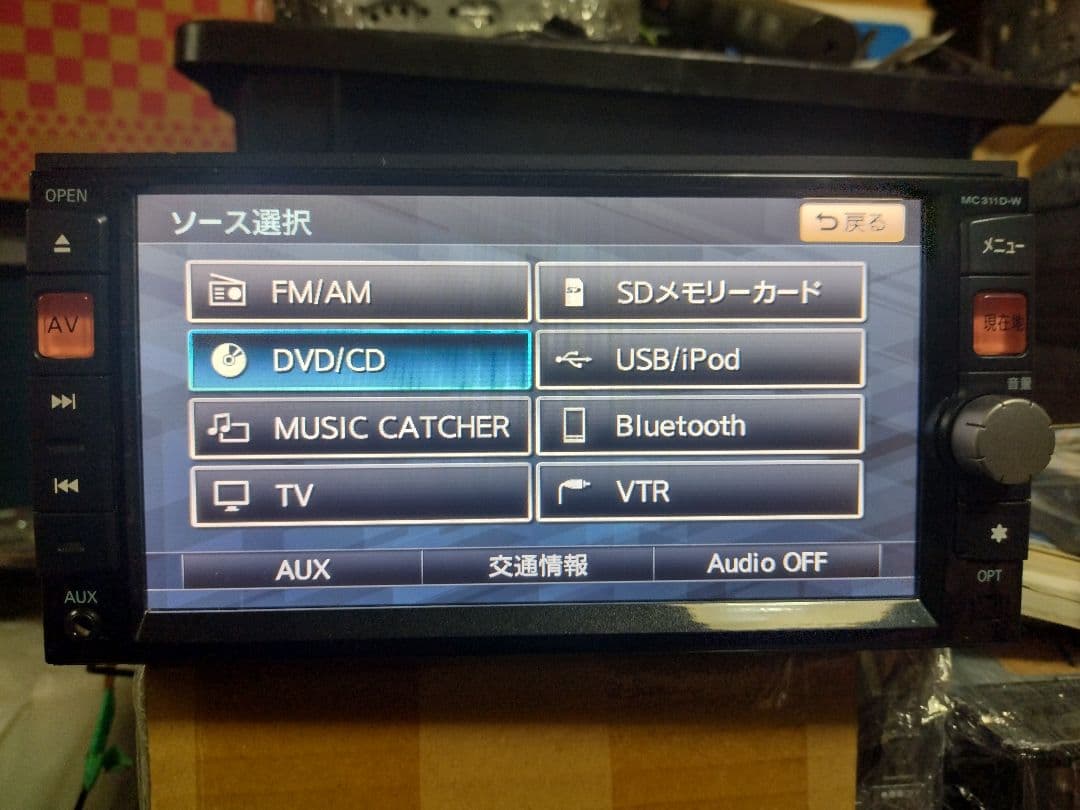 OPEN
MC311D-W
ソース選択
戻る
メニュー
AV
現在地
FM/AM
SDメモリーカード
DVD/CD
USB/iPod
音量
MUSIC CATCHER
Bluetooth
TV
VTR
AUX
交通情報
Audio OFF
OPT
AUX